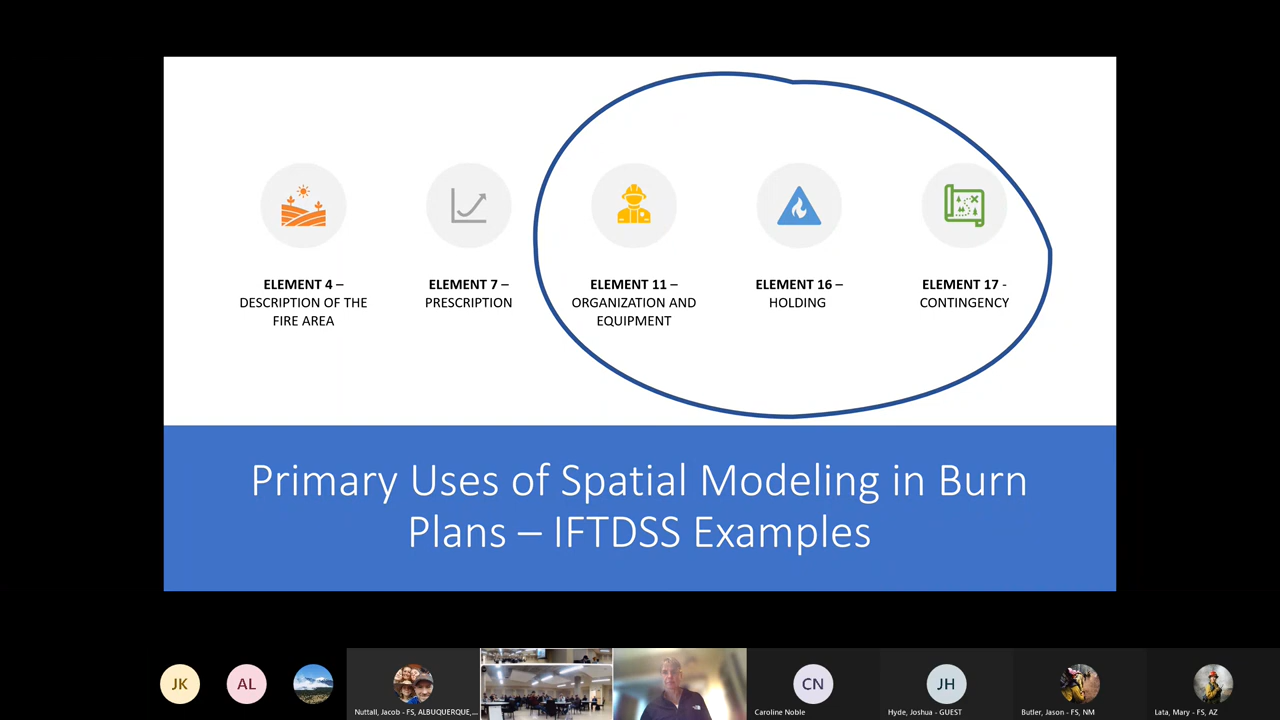 ELEMENT 4 –
DESCRIPTION OF THE
FIRE AREA
ELEMENT 7 –
PRESCRIPTION
ELEMENT 11 –
ORGANIZATION AND
EQUIPMENT
ELEMENT 16 –
HOLDING
ELEMENT 17 -
CONTINGENCY
Primary Uses of Spatial Modeling in Burn
Plans – IFTDSS Examples
JK
AL
Nuttall, Jacob - FS, ALBUQUERQUE,...
CN
Caroline Noble
JH
Hyde, Joshua - GUEST
Butler, Jason - FS, NM
Lata, Mary - FS, AZ